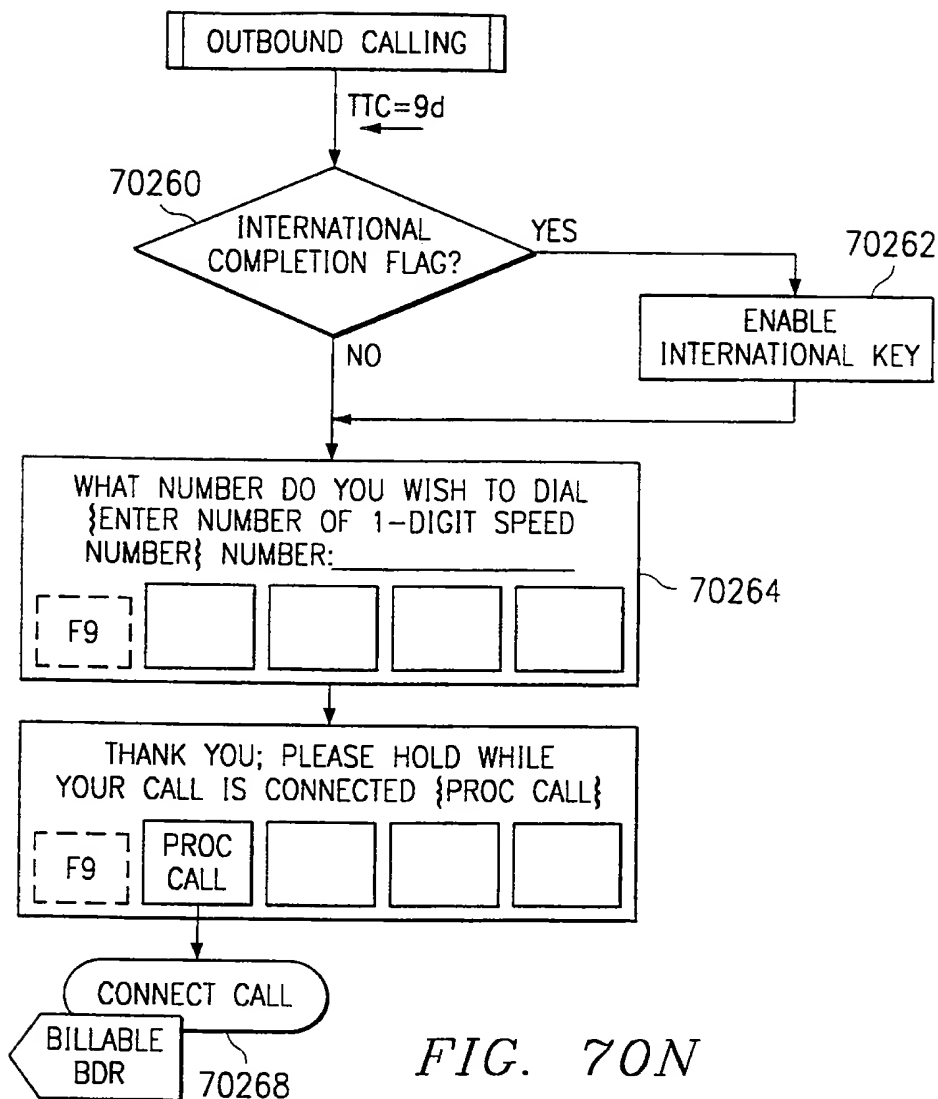 OUTBOUND CALLING
TTC=9d
70260
INTERNATIONAL
COMPLETION FLAG?
YES
70262
ENABLE
INTERNATIONAL KEY
NO
WHAT NUMBER DO YOU WISH TO DIAL
{ENTER NUMBER OF 1-DIGIT SPEED
NUMBER} NUMBER:____________________
70264
F9
THANK YOU; PLEASE HOLD WHILE
YOUR CALL IS CONNECTED {PROC CALL}
F9
PROC
CALL
CONNECT CALL
BILLABLE
BDR
70268
FIG. 70N